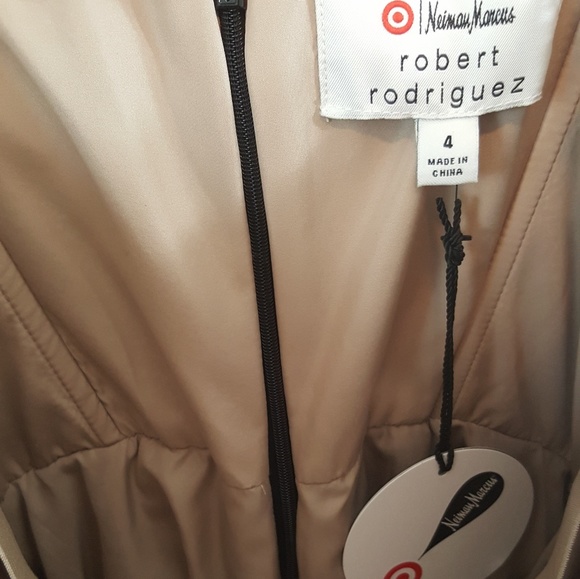 Neiman Marcus
robert
rodriguez
4
MADE IN
CHINA
Neiman Marcus